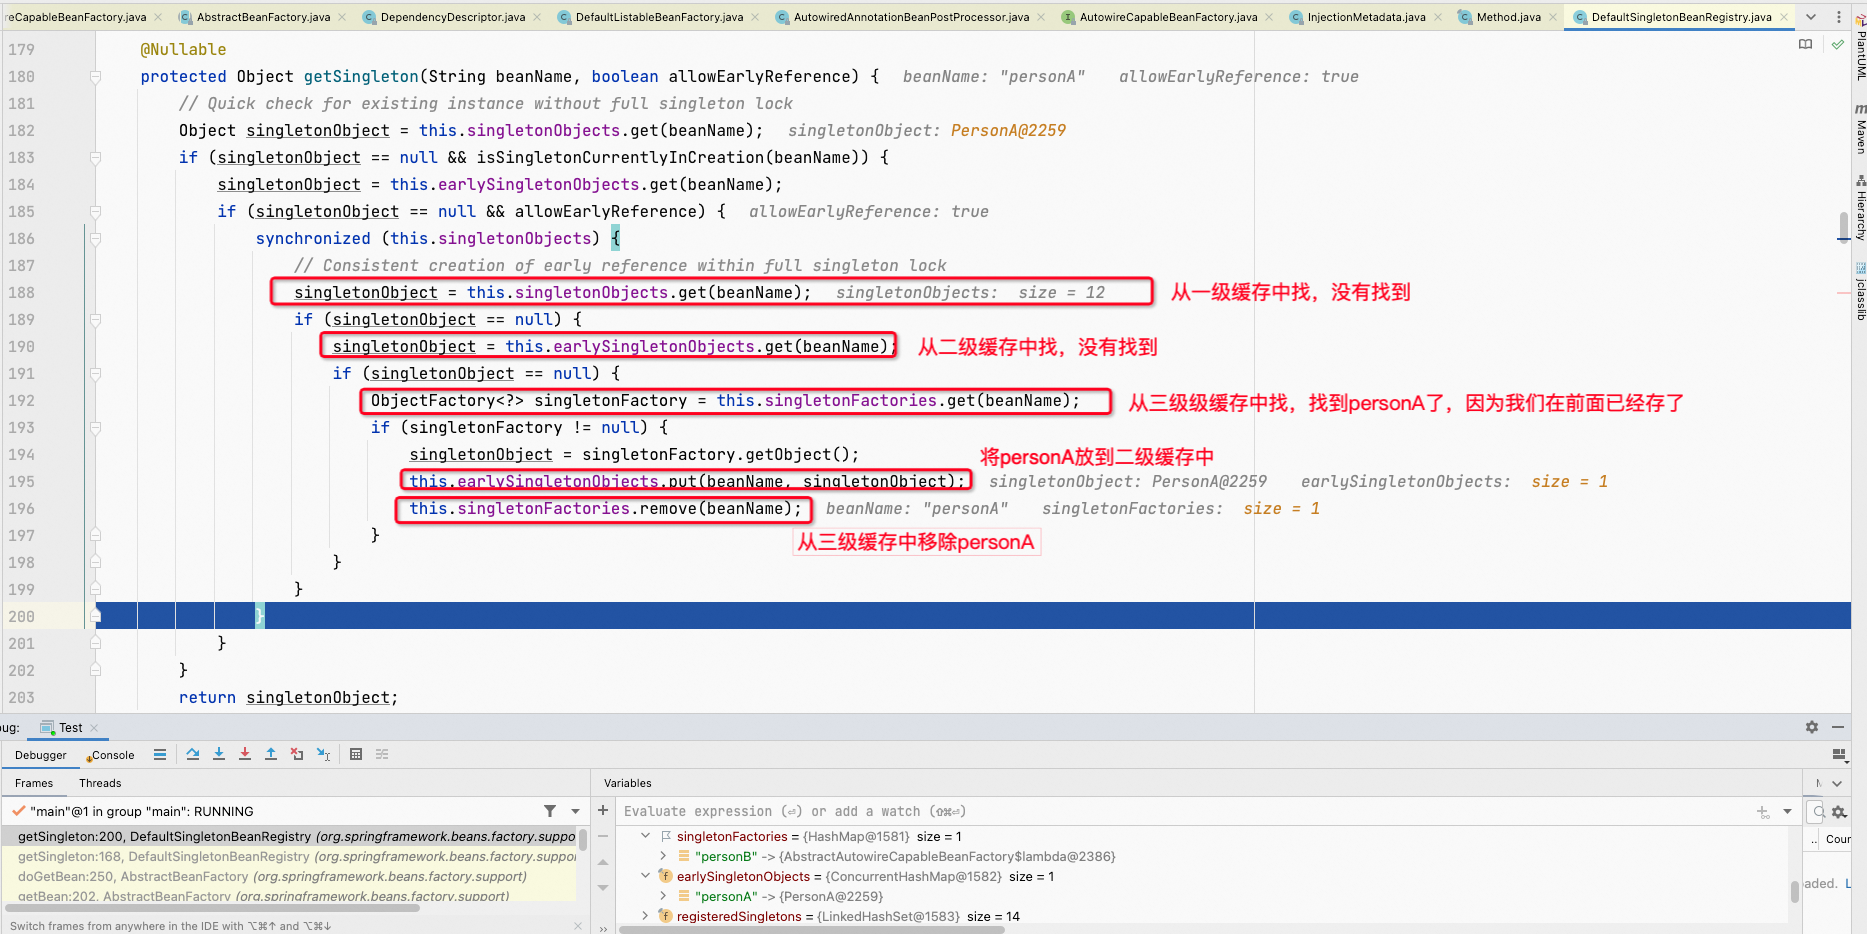 reCapableBeanFactory.java AbstractBeanFactory.java DependencyDescriptor.java DefaultListableBeanFactory.java AutowiredAnnotationBeanPostProcessor.java AutowireCapableBeanFactory.java InjectionMetadata.java Method.java DefaultSingletonBeanRegistry.java
179 @Nullable
180 protected Object getSingleton(String beanName, boolean allowEarlyReference) { beanName: "personA" allowEarlyReference: true
181 // Quick check for existing instance without full singleton lock
182 Object singletonObject = this.singletonObjects.get(beanName); singletonObject: PersonA@2259
183 if (singletonObject == null && isSingletonCurrentlyInCreation(beanName)) {
184 singletonObject = this.earlySingletonObjects.get(beanName);
185 if (singletonObject == null && allowEarlyReference) { allowEarlyReference: true
186 synchronized (this.singletonObjects) {
187 // Consistent creation of early reference within full singleton lock
188 singletonObject = this.singletonObjects.get(beanName); singletonObjects: size = 12 从一级缓存中找，没有找到
189 if (singletonObject == null) {
190 singletonObject = this.earlySingletonObjects.get(beanName); 从二级缓存中找，没有找到
191 if (singletonObject == null) {
192 ObjectFactory<?> singletonFactory = this.singletonFactories.get(beanName); 从三级级缓存中找，找到personA了，因为我们在前面已经存了
193 if (singletonFactory != null) {
194 singletonObject = singletonFactory.getObject(); 将personA放到二级缓存中
195 this.earlySingletonObjects.put(beanName, singletonObject); singletonObject: PersonA@2259 earlySingletonObjects: size = 1
196 this.singletonFactories.remove(beanName); beanName: "personA" singletonFactories: size = 1
197 } 从三级缓存中移除personA
198 }
199 }
200 }
201 }
202 }
203 return singletonObject;
PlantUML
Maven
Hierarchy
jclasslib
ug: Test
Debugger Console
Frames Threads Variables
"main"@1 in group "main": RUNNING Evaluate expression (⏎) or add a watch (⇧⌘⏎)
getSingleton:200, DefaultSingletonBeanRegistry (org.springframework.beans.factory.suppo
getSingleton:168, DefaultSingletonBeanRegistry (org.springframework.beans.factory.suppo
doGetBean:250, AbstractBeanFactory (org.springframework.beans.factory.support)
getBean:202, AbstractBeanFactory (org.springframework.beans.factory.support)
Switch frames from anywhere in the IDE with ⌥⌘↑ and ⌥⌘↓
singletonFactories = {HashMap@1581} size = 1
"personB" -> {AbstractAutowireCapableBeanFactory$lambda@2386}
earlySingletonObjects = {ConcurrentHashMap@1582} size = 1
"personA" -> {PersonA@2259}
registeredSingletons = {LinkedHashSet@1583} size = 14
.. Coun
aded. L